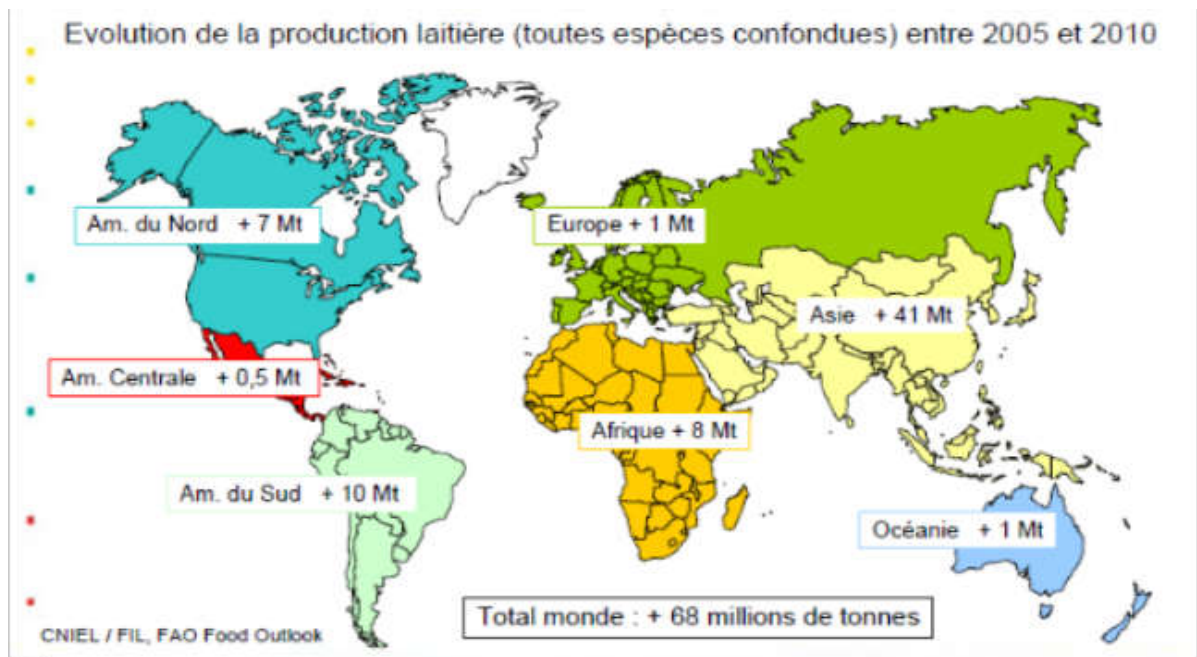 Evolution de la production laitière (toutes espèces confondues) entre 2005 et 2010
Am. du Nord + 7 Mt
Europe + 1 Mt
Asie + 41 Mt
Am. Centrale + 0,5 Mt
Afrique + 8 Mt
Am. du Sud + 10 Mt
Océanie + 1 Mt
Total monde : + 68 millions de tonnes
CNIEL / FIL, FAO Food Outlook